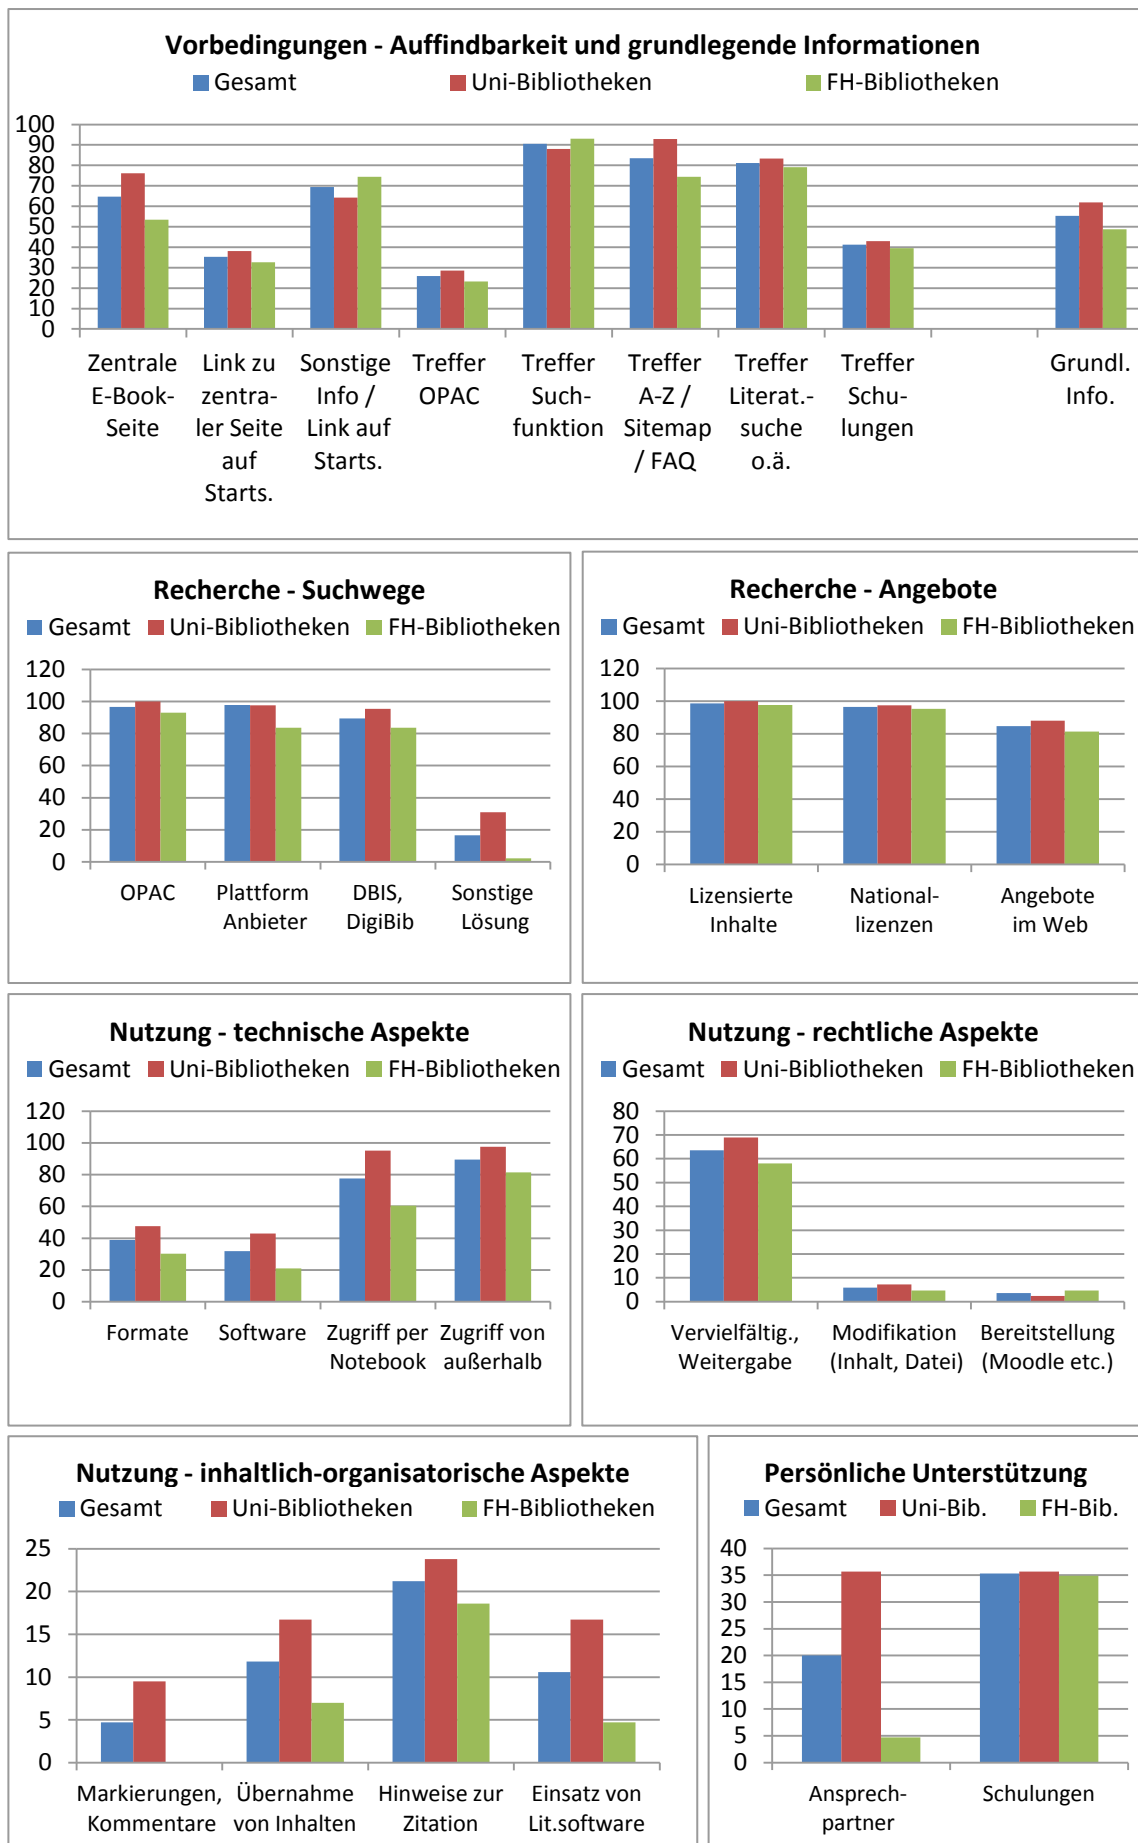 Vorbedingungen - Auffindbarkeit und grundlegende Informationen
Gesamt Uni-Bibliotheken FH-Bibliotheken
100
90
80
70
60
50
40
30
20
10
0
Zentrale E-Book-Seite
Link zu zentra-ler Seite auf Starts.
Sonstige Info / Link auf Starts.
Treffer OPAC
Treffer Such-funktion
Treffer A-Z / Sitemap / FAQ
Treffer Literat.-suche o.ä.
Treffer Schu-lungen
Grundl. Info.
Recherche - Suchwege
Gesamt Uni-Bibliotheken FH-Bibliotheken
120
100
80
60
40
20
0
OPAC
Plattform Anbieter
DBIS, DigiBib
Sonstige Lösung
Recherche - Angebote
Gesamt Uni-Bibliotheken FH-Bibliotheken
120
100
80
60
40
20
0
Lizensierte Inhalte
National-lizenzen
Angebote im Web
Nutzung - technische Aspekte
Gesamt Uni-Bibliotheken FH-Bibliotheken
120
100
80
60
40
20
0
Formate
Software
Zugriff per Notebook
Zugriff von außerhalb
Nutzung - rechtliche Aspekte
Gesamt Uni-Bibliotheken FH-Bibliotheken
80
70
60
50
40
30
20
10
0
Vervielfältig., Weitergabe
Modifikation (Inhalt, Datei)
Bereitstellung (Moodle etc.)
Nutzung - inhaltlich-organisatorische Aspekte
Gesamt Uni-Bibliotheken FH-Bibliotheken
25
20
15
10
5
0
Markierungen, Kommentare
Übernahme von Inhalten
Hinweise zur Zitation
Einsatz von Lit.software
Persönliche Unterstützung
Gesamt Uni-Bib. FH-Bib.
40
35
30
25
20
15
10
5
0
Ansprech-partner
Schulungen